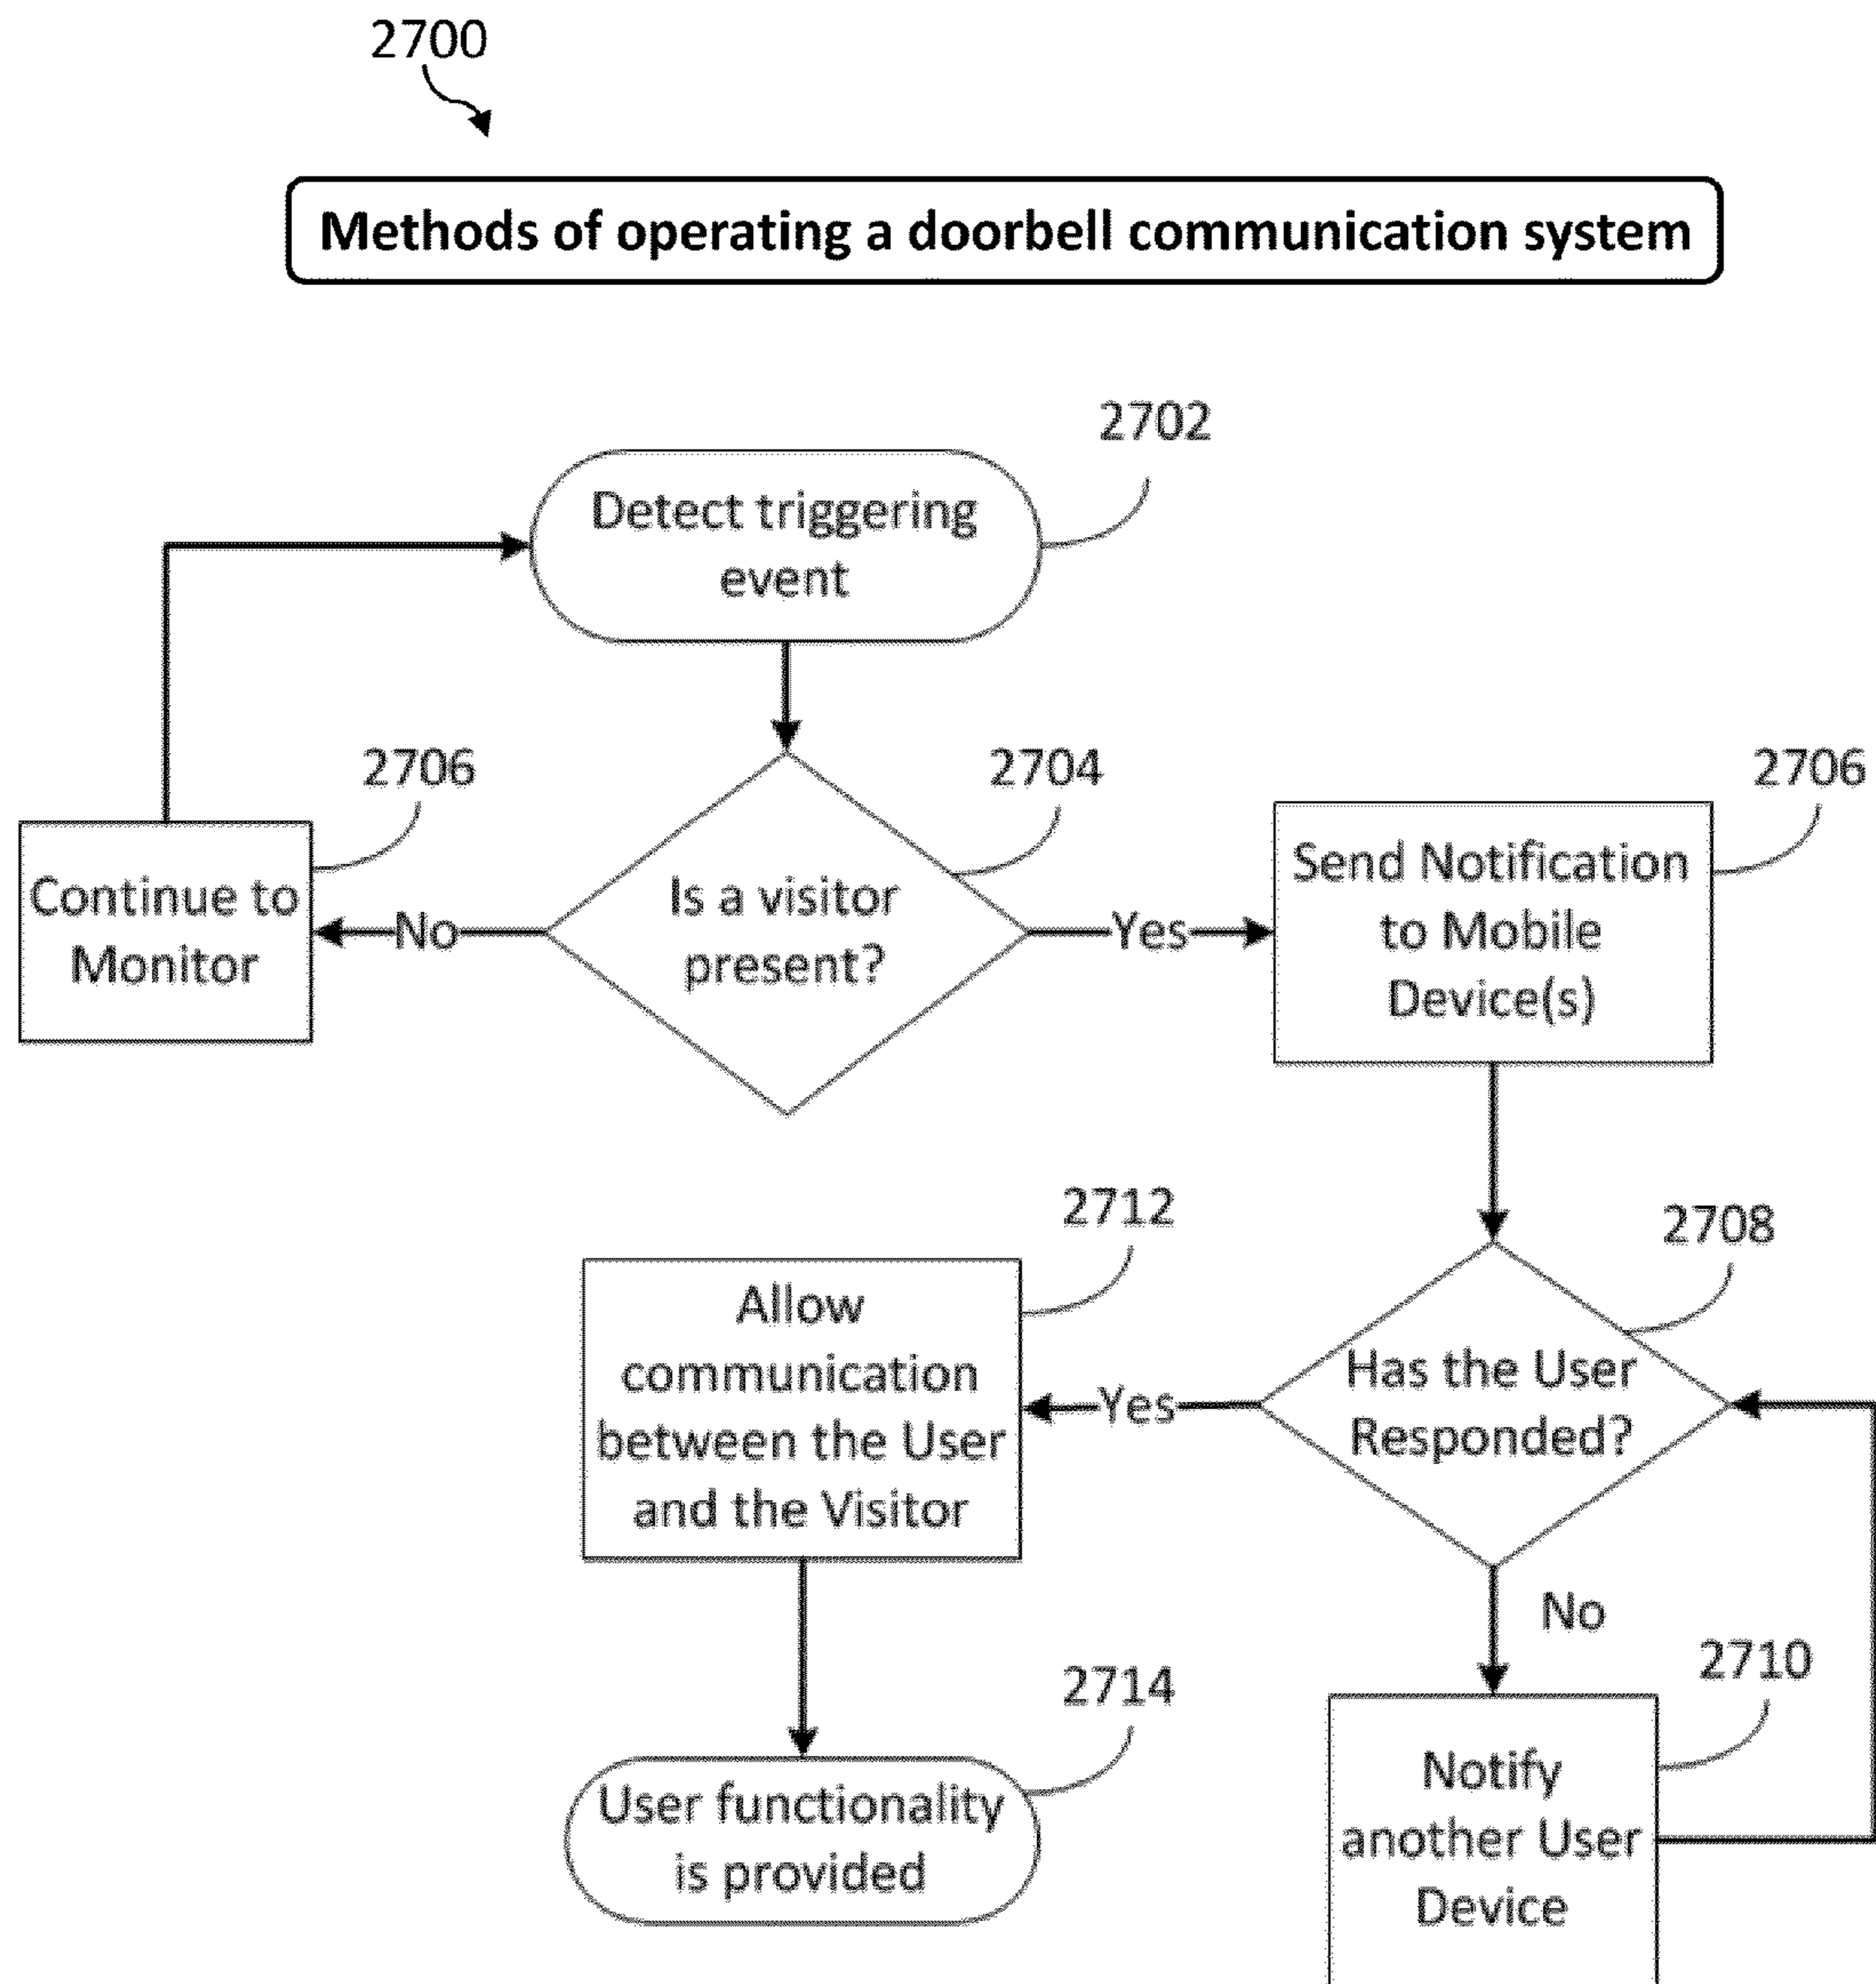 2700
Methods of operating a doorbell communication system
2702
Detect triggering
event
2706
2704
2706
Continue to
Monitor
No
Is a visitor
present?
Yes
Send Notification
to Mobile
Device(s)
2712
2708
Allow
communication
between the User
and the Visitor
Yes
Has the User
Responded?
No
2714
2710
User functionality
is provided
Notify
another User
Device